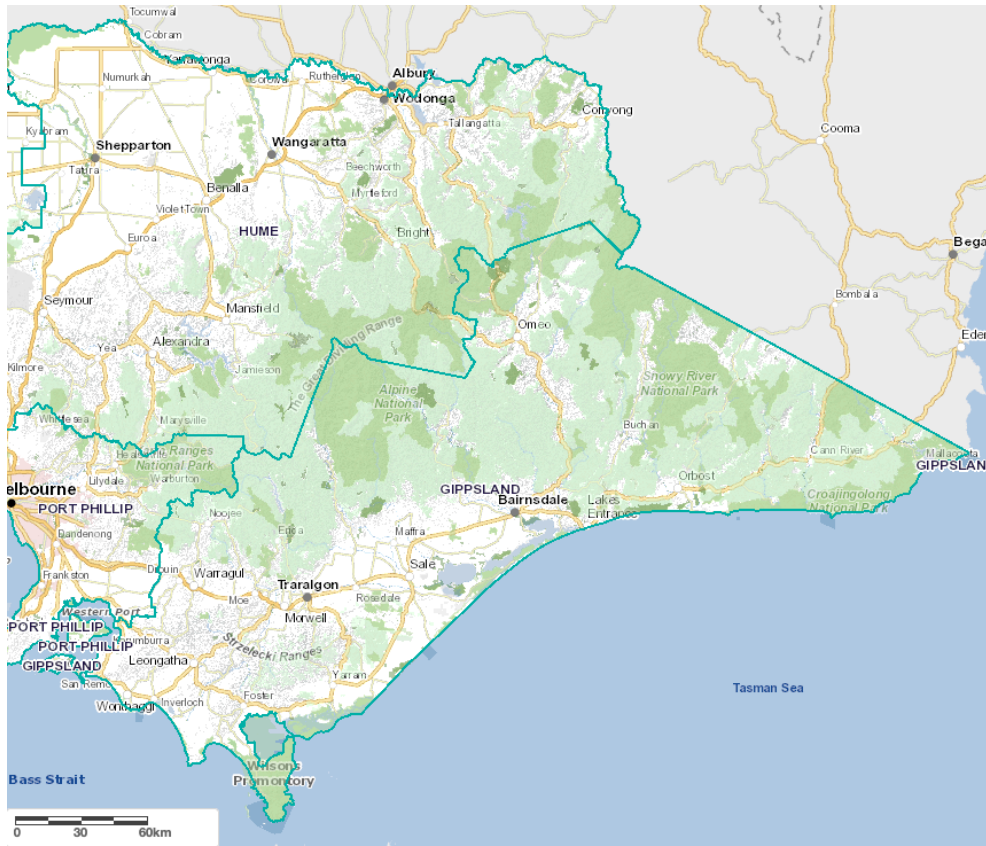 Tocumwal
Cobram
Yarrawonga
Numurkah
Corowa
Rutherglen
Albury
Wodonga
Tallangatta
Corryong
Cooma
Kyabram
Shepparton
Tatura
Wangaratta
Beechworth
Benalla
Myrtleford
Violet Town
HUME
Euroa
Bright
Bega
Bombala
Seymour
Mansfield
Omeo
Eden
Yea
Alexandra
The Great Dividing Range
Kilmore
Jamieson
Alpine
National
Park
Snowy River
National Park
Whittlesea
Marysville
Buchan
Healesville
Ranges
National Park
Cann River
Mallacoota
GIPPSLAN
Lilydale
Warburton
Orbost
elbourne
PORT PHILLIP
GIPPSLAND
Bairnsdale
Lakes
Entrance
Croajingolong
National Park
Noojee
Erica
Maffra
Dandenong
Sale
Frankston
Drouin
Warragul
Traralgon
Moe
Rosedale
Morwell
Western Port
PORT PHILLIP
PORT PHILLIP
Korumburra
GIPPSLAND
Leongatha
Strzelecki Ranges
San Remo
Yarram
Wonthaggi
Inverloch
Foster
Tasman Sea
Wilsons
Promontory
Bass Strait
0 30 60km